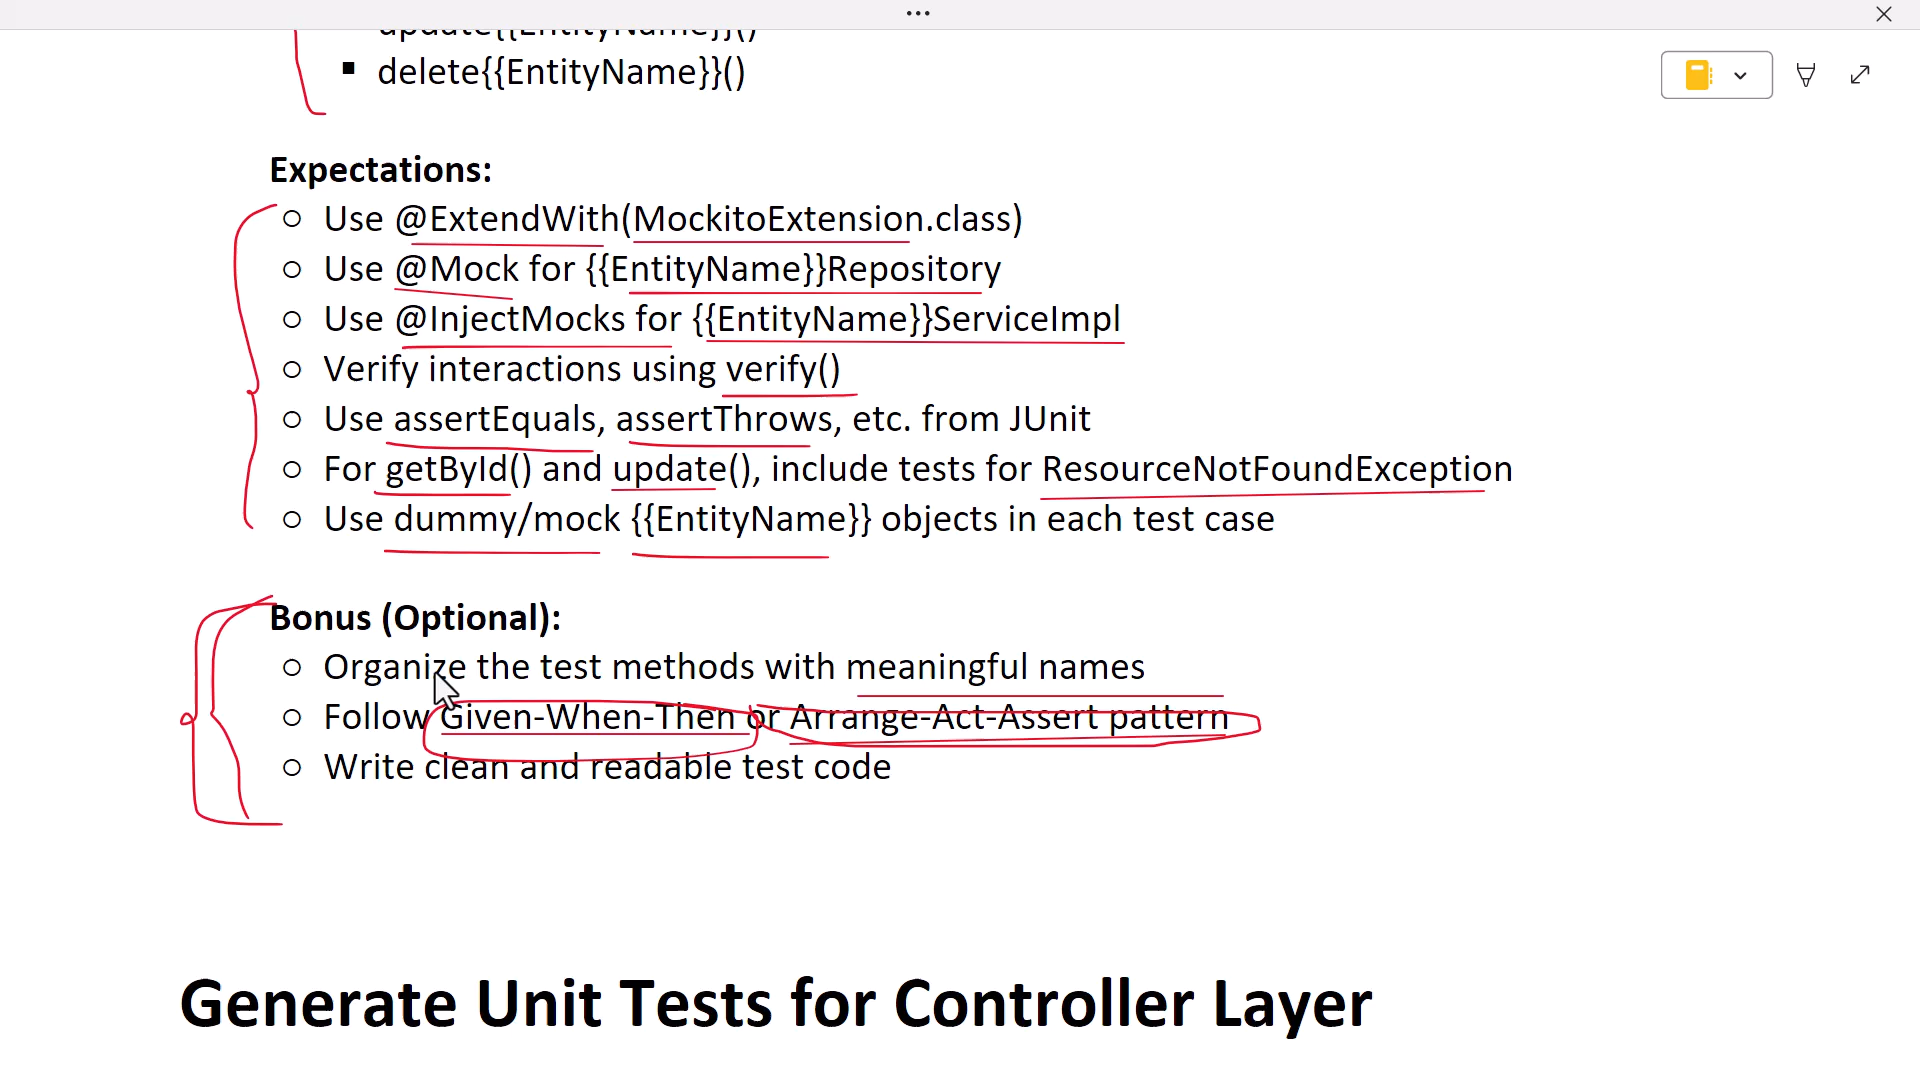 update{{EntityName}}()
▪ delete{{EntityName}}()
Expectations:
○ Use @ExtendWith(MockitoExtension.class)
○ Use @Mock for {{EntityName}}Repository
○ Use @InjectMocks for {{EntityName}}ServiceImpl
○ Verify interactions using verify()
○ Use assertEquals, assertThrows, etc. from JUnit
○ For getById() and update(), include tests for ResourceNotFoundException
○ Use dummy/mock {{EntityName}} objects in each test case
Bonus (Optional):
○ Organize the test methods with meaningful names
○ Follow Given-When-Then or Arrange-Act-Assert pattern
○ Write clean and readable test code
Generate Unit Tests for Controller Layer